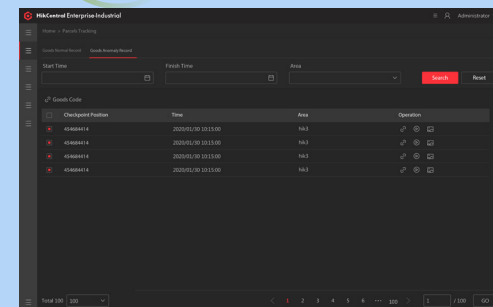 HikCentral Enterprise-Industrial
Administrator
Home > Parcels Tracking
Goods Normal Record Goods Anomaly Record
Start Time Finish Time Area
Search Reset
Goods Code
Checkpoint Position Time Area Operation
454684414 2020/01/30 10:15:00 hik3
454684414 2020/01/30 10:15:00 hik3
454684414 2020/01/30 10:15:00 hik3
454684414 2020/01/30 10:15:00 hik3
Total 100 100 < 1 2 3 4 5 6 ··· 100 > 1 / 100 GO